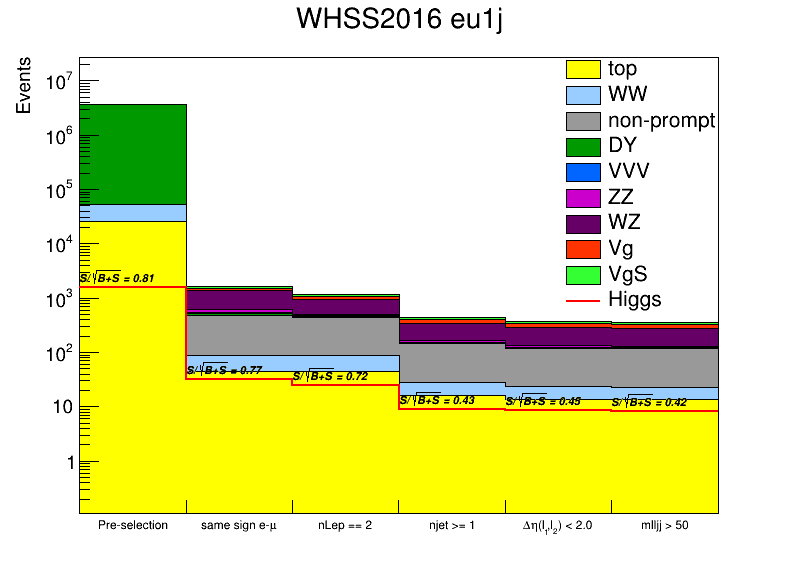 WHSS2016 eu1j
Events
10^7
10^6
10^5
10^4
10^3
10^2
10
1
top
WW
non-prompt
DY
VVV
ZZ
WZ
Vg
VgS
Higgs
S/√B+S = 0.81
S/√B+S = 0.77
S/√B+S = 0.72
S/√B+S = 0.43
S/√B+S = 0.45
S/√B+S = 0.42
Pre-selection
same sign e-μ
nLep == 2
njet >= 1
Δη(l_1,l_2) < 2.0
mlljj > 50